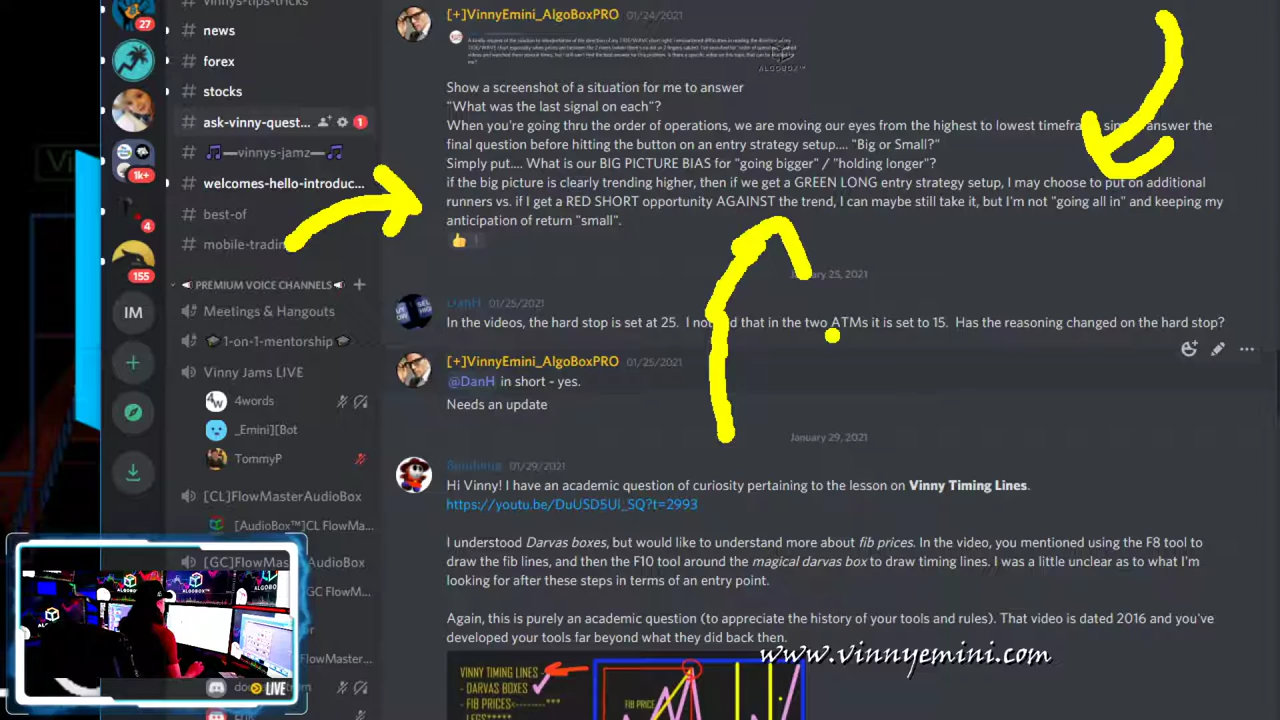 vinnys-tips-tricks
27
# news
# forex
# stocks
# ask-vinny-quest... 1
# vinnys-jamz
1k+
# welcomes-hello-introduc...
4
# best-of
# mobile-tradin
155
PREMIUM VOICE CHANNELS
IM
Meetings & Hangouts
1-on-1-mentorship
Vinny Jams LIVE
4words
_Emini][Bot
TommyP
[CL]FlowMasterAudioBox
[AudioBox™]CL FlowMa...
[GC]FlowMasterAudioBox
GC FlowM...
FlowMaster...
LIVE
[+]VinnyEmini_AlgoBoxPRO 01/24/2021
ALGOBOX™
Show a screenshot of a situation for me to answer
"What was the last signal on each"?
When you're going thru the order of operations, we are moving our eyes from the highest to lowest timeframe, simply answer the
final question before hitting the button on an entry strategy setup.... "Big or Small?"
Simply put.... What is our BIG PICTURE BIAS for "going bigger" / "holding longer"?
if the big picture is clearly trending higher, then if we get a GREEN LONG entry strategy setup, I may choose to put on additional
runners vs. if I get a RED SHORT opportunity AGAINST the trend, I can maybe still take it, but I'm not "going all in" and keeping my
anticipation of return "small".
1
January 25, 2021
DanH 01/25/2021
In the videos, the hard stop is set at 25. I noticed that in the two ATMs it is set to 15. Has the reasoning changed on the hard stop?
[+]VinnyEmini_AlgoBoxPRO 01/25/2021
@DanH in short - yes.
Needs an update
January 29, 2021
01/29/2021
Hi Vinny! I have an academic question of curiosity pertaining to the lesson on Vinny Timing Lines.
https://youtu.be/DuUSD5Ul_SQ?t=2993
I understood Darvas boxes, but would like to understand more about fib prices. In the video, you mentioned using the F8 tool to
draw the fib lines, and then the F10 tool around the magical darvas box to draw timing lines. I was a little unclear as to what I'm
looking for after these steps in terms of an entry point.
Again, this is purely an academic question (to appreciate the history of your tools and rules). That video is dated 2016 and you've
developed your tools far beyond what they did back then.
www.vinnyemini.com
VINNY TIMING LINES
- DARVAS BOXES
- FIB PRICES<-------***
FIB PRICE